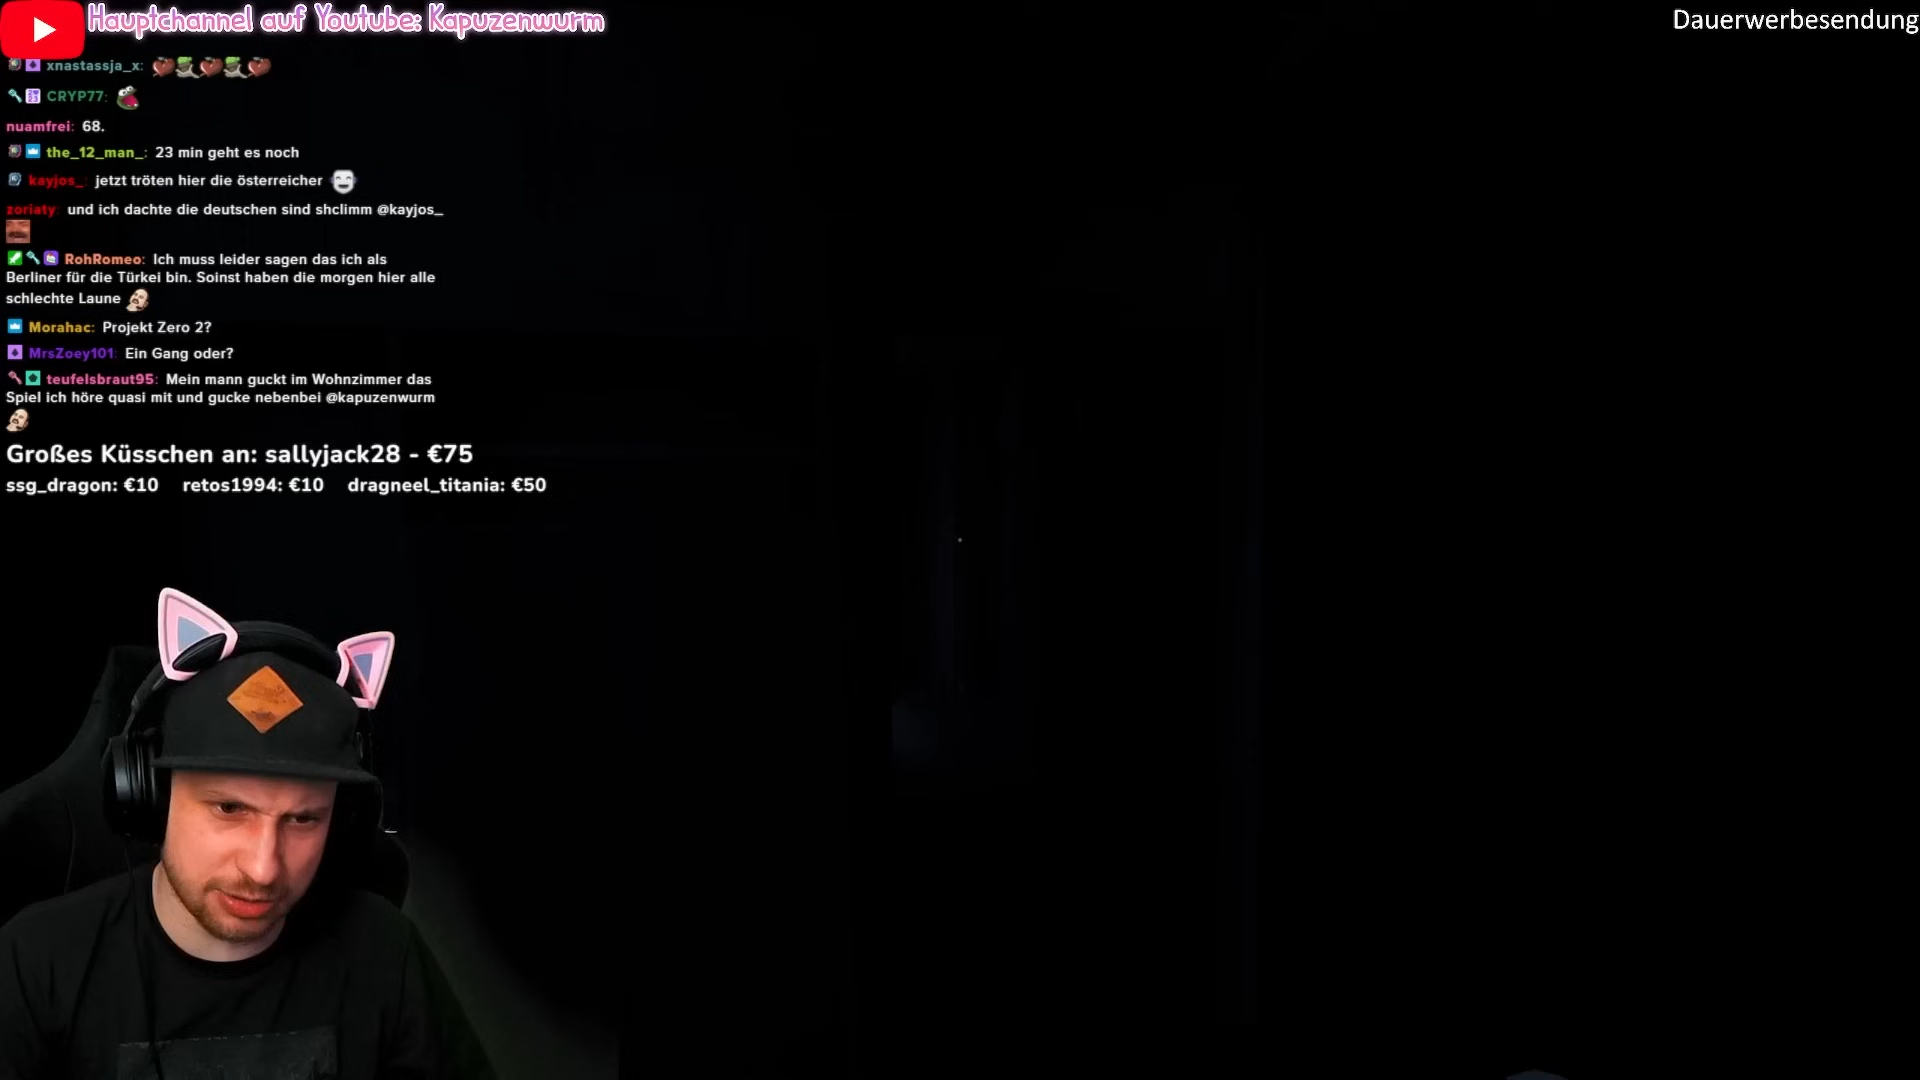 Hauptchannel auf Youtube: Kapuzenwurm
Dauerwerbesendung
xnastassja_x:
CRYP77:
nuamfrei: 68.
the_12_man_: 23 min geht es noch
kayjos_: jetzt tröten hier die österreicher
zoriaty: und ich dachte die deutschen sind shclimm @kayjos_
RohRomeo: Ich muss leider sagen das ich als
Berliner für die Türkei bin. Soinst haben die morgen hier alle
schlechte Laune
Morahac: Projekt Zero 2?
MrsZoey101: Ein Gang oder?
teufelsbraut95: Mein mann guckt im Wohnzimmer das
Spiel ich höre quasi mit und gucke nebenbei @kapuzenwurm
Großes Küsschen an: sallyjack28 - €75
ssg_dragon: €10 retos1994: €10 dragneel_titania: €50